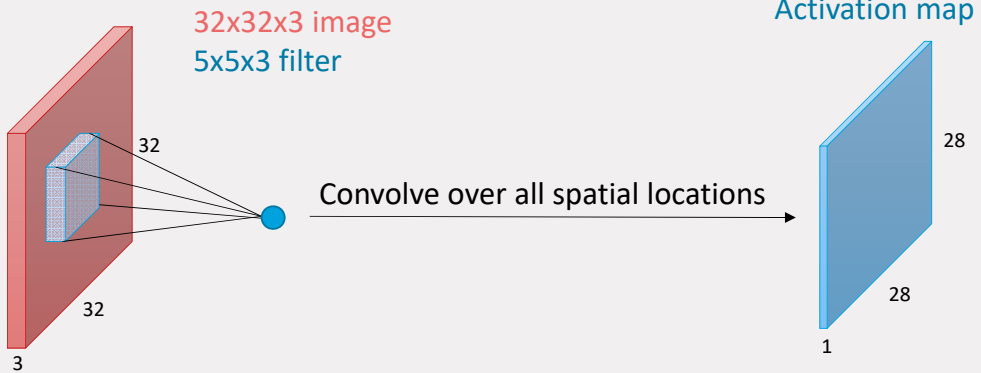 32x32x3 image
5x5x3 filter
Activation map
32
32
3
Convolve over all spatial locations
28
28
1